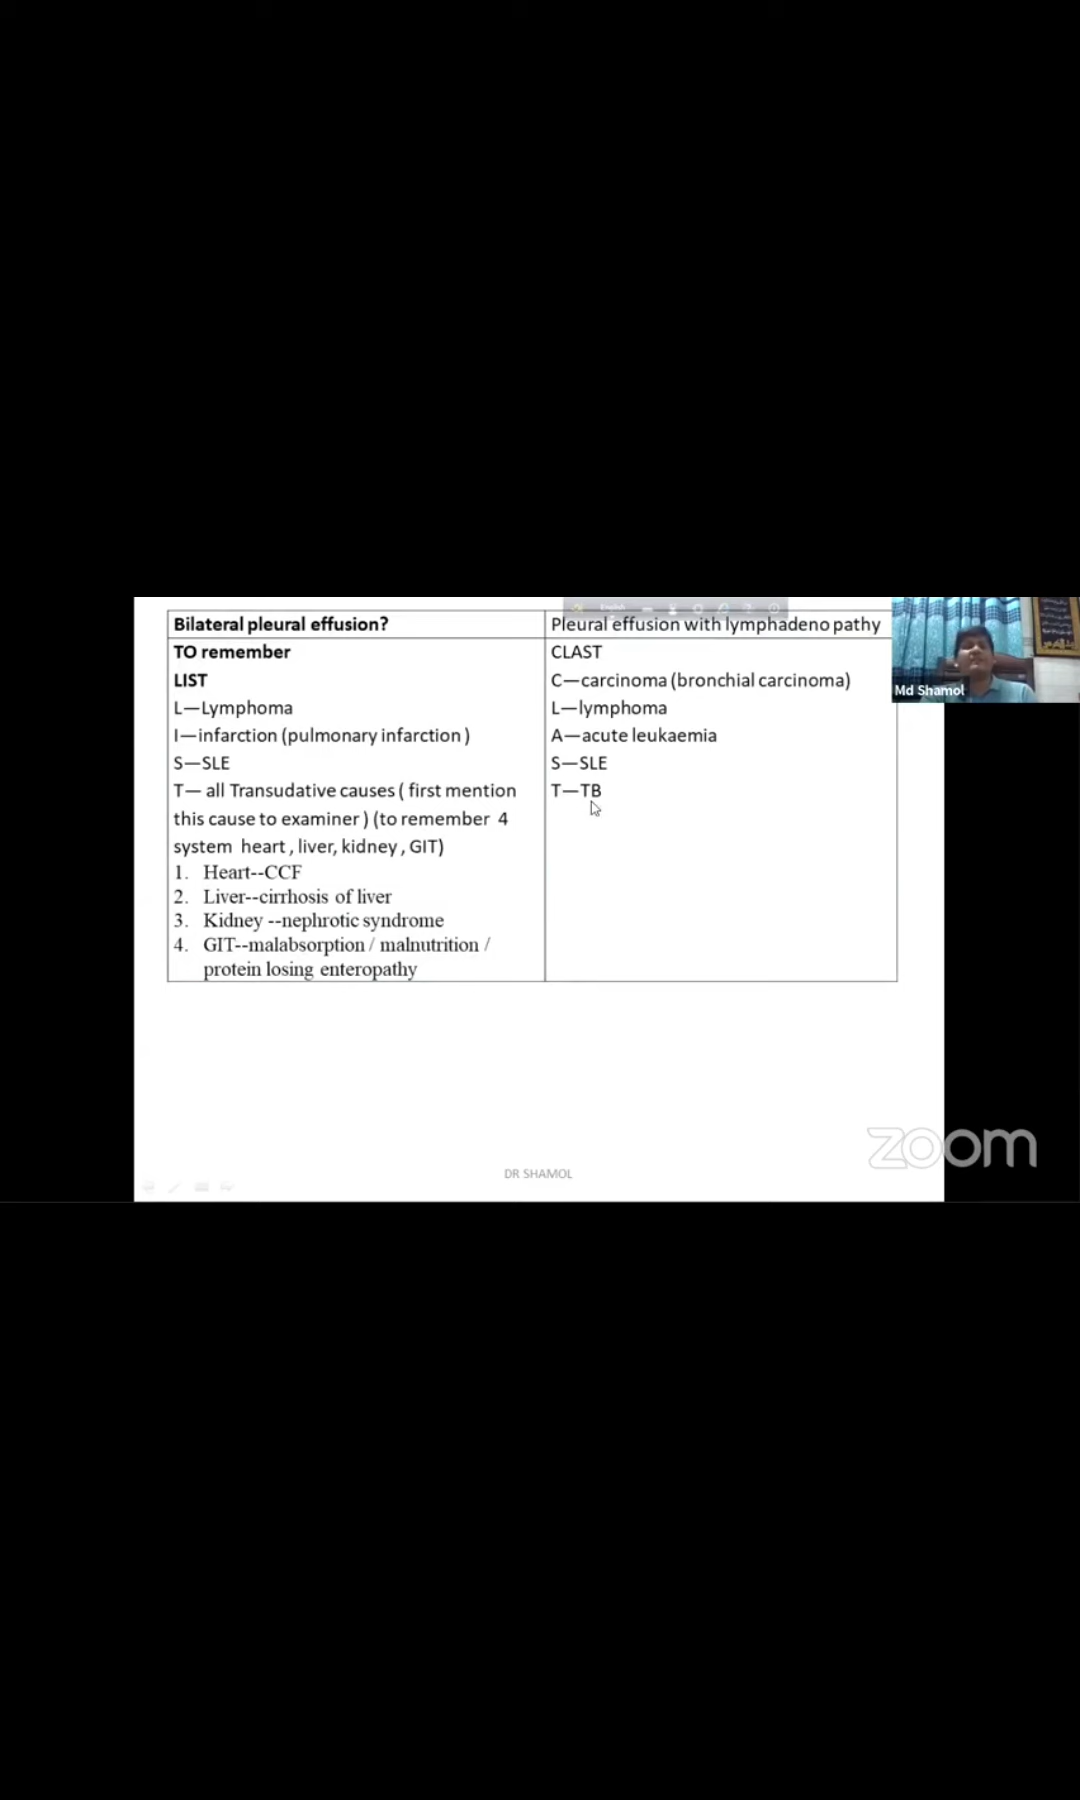 English
Bilateral pleural effusion?
TO remember
LIST
L—Lymphoma
I—infarction (pulmonary infarction )
S—SLE
T— all Transudative causes ( first mention
this cause to examiner ) (to remember 4
system heart , liver, kidney , GIT)
1. Heart--CCF
2. Liver--cirrhosis of liver
3. Kidney --nephrotic syndrome
4. GIT--malabsorption / malnutrition /
protein losing enteropathy
Pleural effusion with lymphadeno pathy
CLAST
C—carcinoma (bronchial carcinoma)
L—lymphoma
A—acute leukaemia
S—SLE
T—TB
Md Shamol
zoom
DR SHAMOL